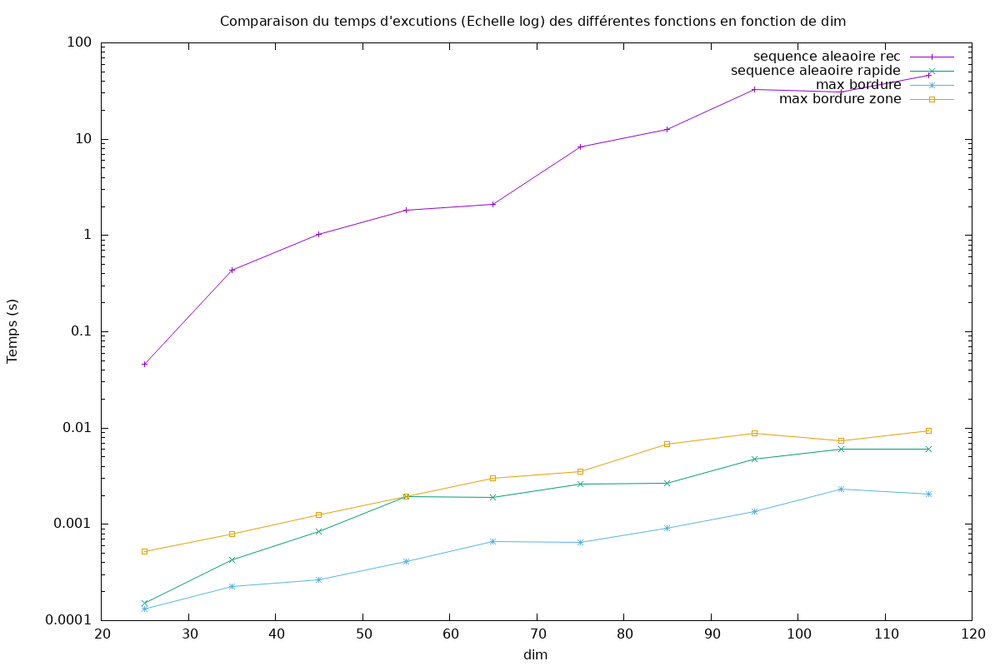 Comparaison du temps d'excutions (Echelle log) des différentes fonctions en fonction de dim
100
10
1
0.1
0.01
0.001
0.0001
Temps (s)
sequence aleaoire rec
sequence aleaoire rapide
max bordure
max bordure zone
20 30 40 50 60 70 80 90 100 110 120
dim